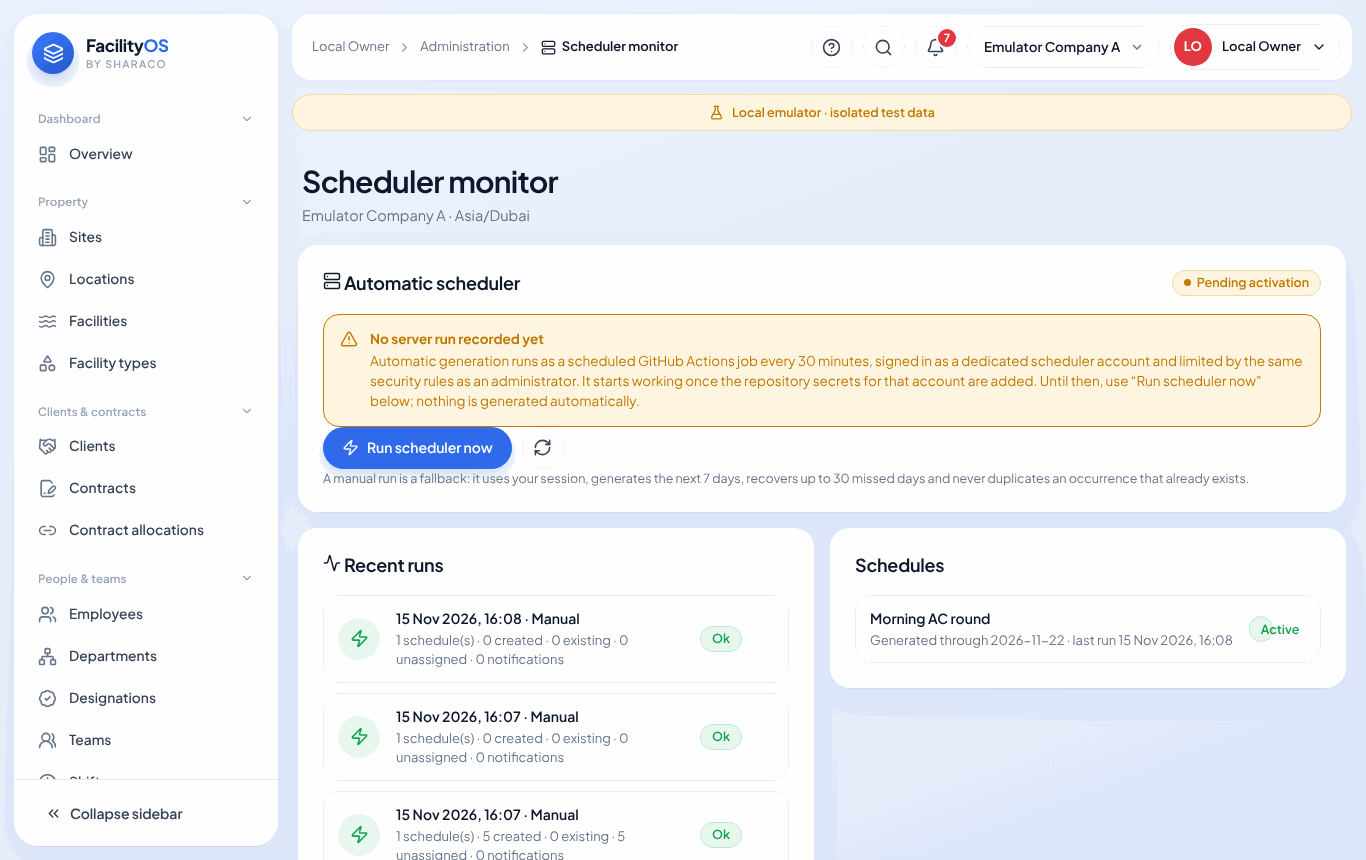 FacilityOS
BY SHARACO
Dashboard
Overview
Property
Sites
Locations
Facilities
Facility types
Clients & contracts
Clients
Contracts
Contract allocations
People & teams
Employees
Departments
Designations
Teams
Collapse sidebar
Local Owner
Administration
Scheduler monitor
7
Emulator Company A
LO
Local Owner
Local emulator · isolated test data
Scheduler monitor
Emulator Company A · Asia/Dubai
Automatic scheduler
Pending activation
No server run recorded yet
Automatic generation runs as a scheduled GitHub Actions job every 30 minutes, signed in as a dedicated scheduler account and limited by the same
security rules as an administrator. It starts working once the repository secrets for that account are added. Until then, use “Run scheduler now”
below; nothing is generated automatically.
Run scheduler now
A manual run is a fallback: it uses your session, generates the next 7 days, recovers up to 30 missed days and never duplicates an occurrence that already exists.
Recent runs
15 Nov 2026, 16:08 · Manual
1 schedule(s) · 0 created · 0 existing · 0
unassigned · 0 notifications
Ok
15 Nov 2026, 16:07 · Manual
1 schedule(s) · 0 created · 0 existing · 0
unassigned · 0 notifications
Ok
15 Nov 2026, 16:07 · Manual
1 schedule(s) · 5 created · 0 existing · 5
unassigned · 0 notifications
Ok
Schedules
Morning AC round
Generated through 2026-11-22 · last run 15 Nov 2026, 16:08
Active